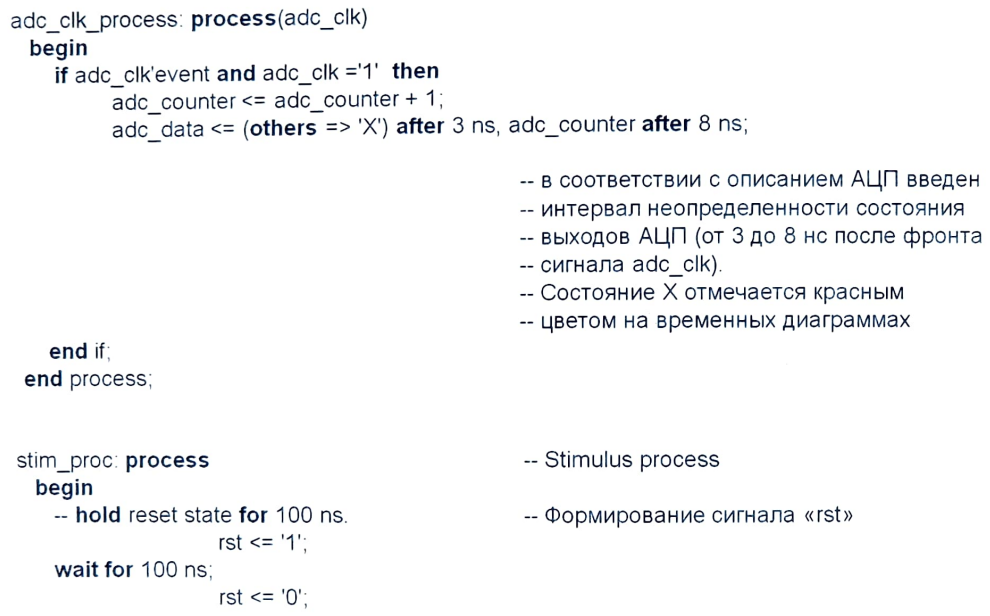 adc_clk_process: process(adc_clk)
begin
if adc_clk'event and adc_clk ='1' then
adc_counter <= adc_counter + 1;
adc_data <= (others => 'X') after 3 ns, adc_counter after 8 ns;
-- в соответствии с описанием АЦП введен
-- интервал неопределенности состояния
-- выходов АЦП (от 3 до 8 нс после фронта
-- сигнала adc_clk).
-- Состояние X отмечается красным
-- цветом на временных диаграммах
end if;
end process;
stim_proc: process -- Stimulus process
begin
-- hold reset state for 100 ns. -- Формирование сигнала «rst»
rst <= '1';
wait for 100 ns;
rst <= '0';